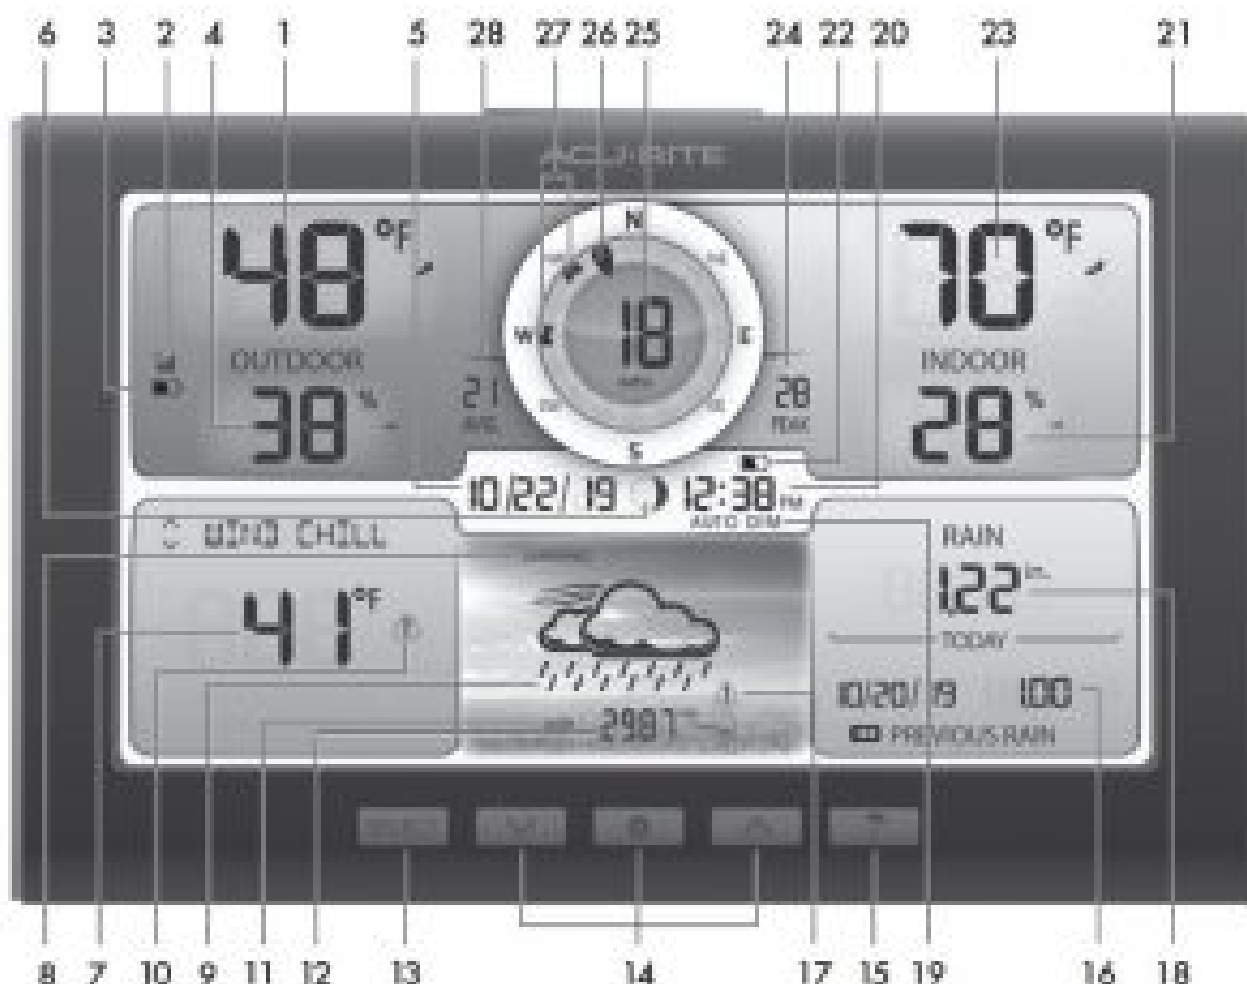 6 3 2 4 1 5 28 27 26 25 24 22 20 23 21
ACU·RITE
48 °F
OUTDOOR
38 %
N
W
E
S
18
MPH
21
AVG
28
PEAK
70 °F
INDOOR
28 %
10/22/19 12:38 PM
AUTO DIM
WIND CHILL
41 °F
29.87
RAIN
1.22 in.
TODAY
10/20/19 1.00
PREVIOUS RAIN
8 7 10 9 11 12 13 14 17 15 19 16 18